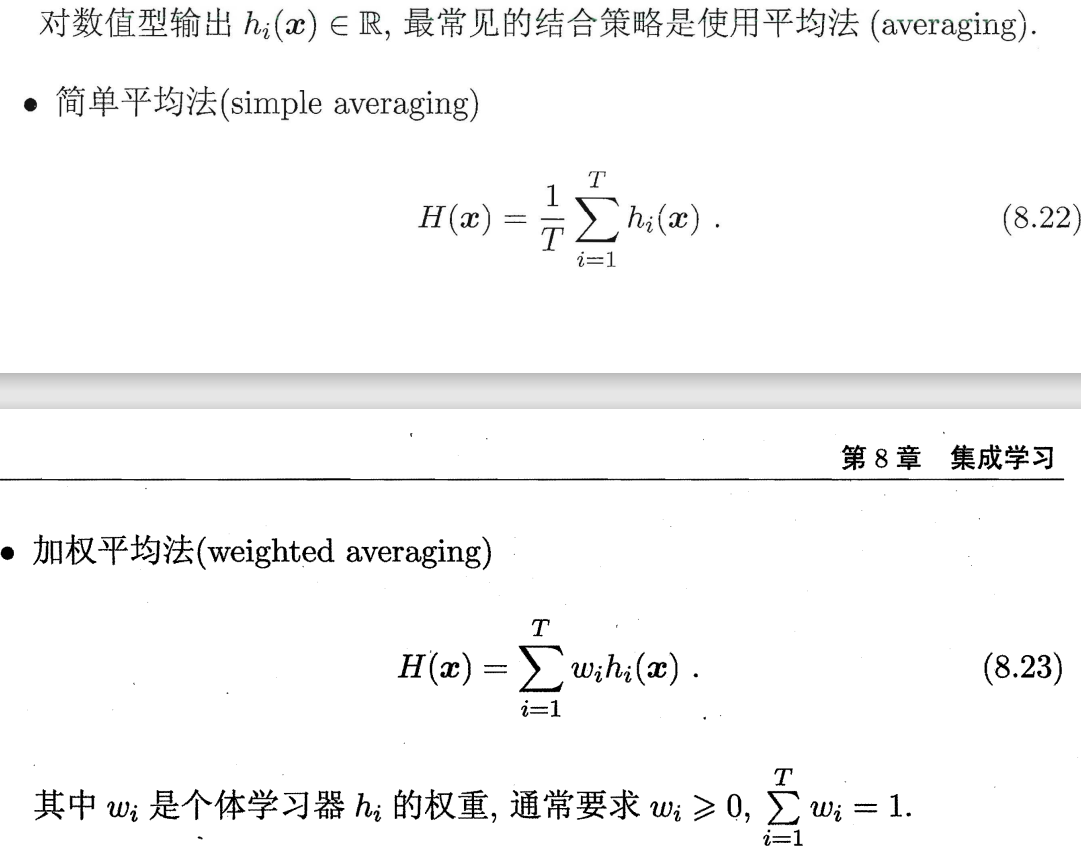 对数值型输出 $h_i(\boldsymbol{x}) \in \mathbb{R}$, 最常见的结合策略是使用平均法 (averaging).
● 简单平均法(simple averaging)
$H(\boldsymbol{x}) = \frac{1}{T} \sum_{i=1}^{T} h_i(\boldsymbol{x})$ . (8.22)
第 8 章 集成学习
● 加权平均法(weighted averaging)
$H(\boldsymbol{x}) = \sum_{i=1}^{T} w_i h_i(\boldsymbol{x})$ . (8.23)
其中 $w_i$ 是个体学习器 $h_i$ 的权重, 通常要求 $w_i \geqslant 0$, $\sum_{i=1}^{T} w_i = 1$.